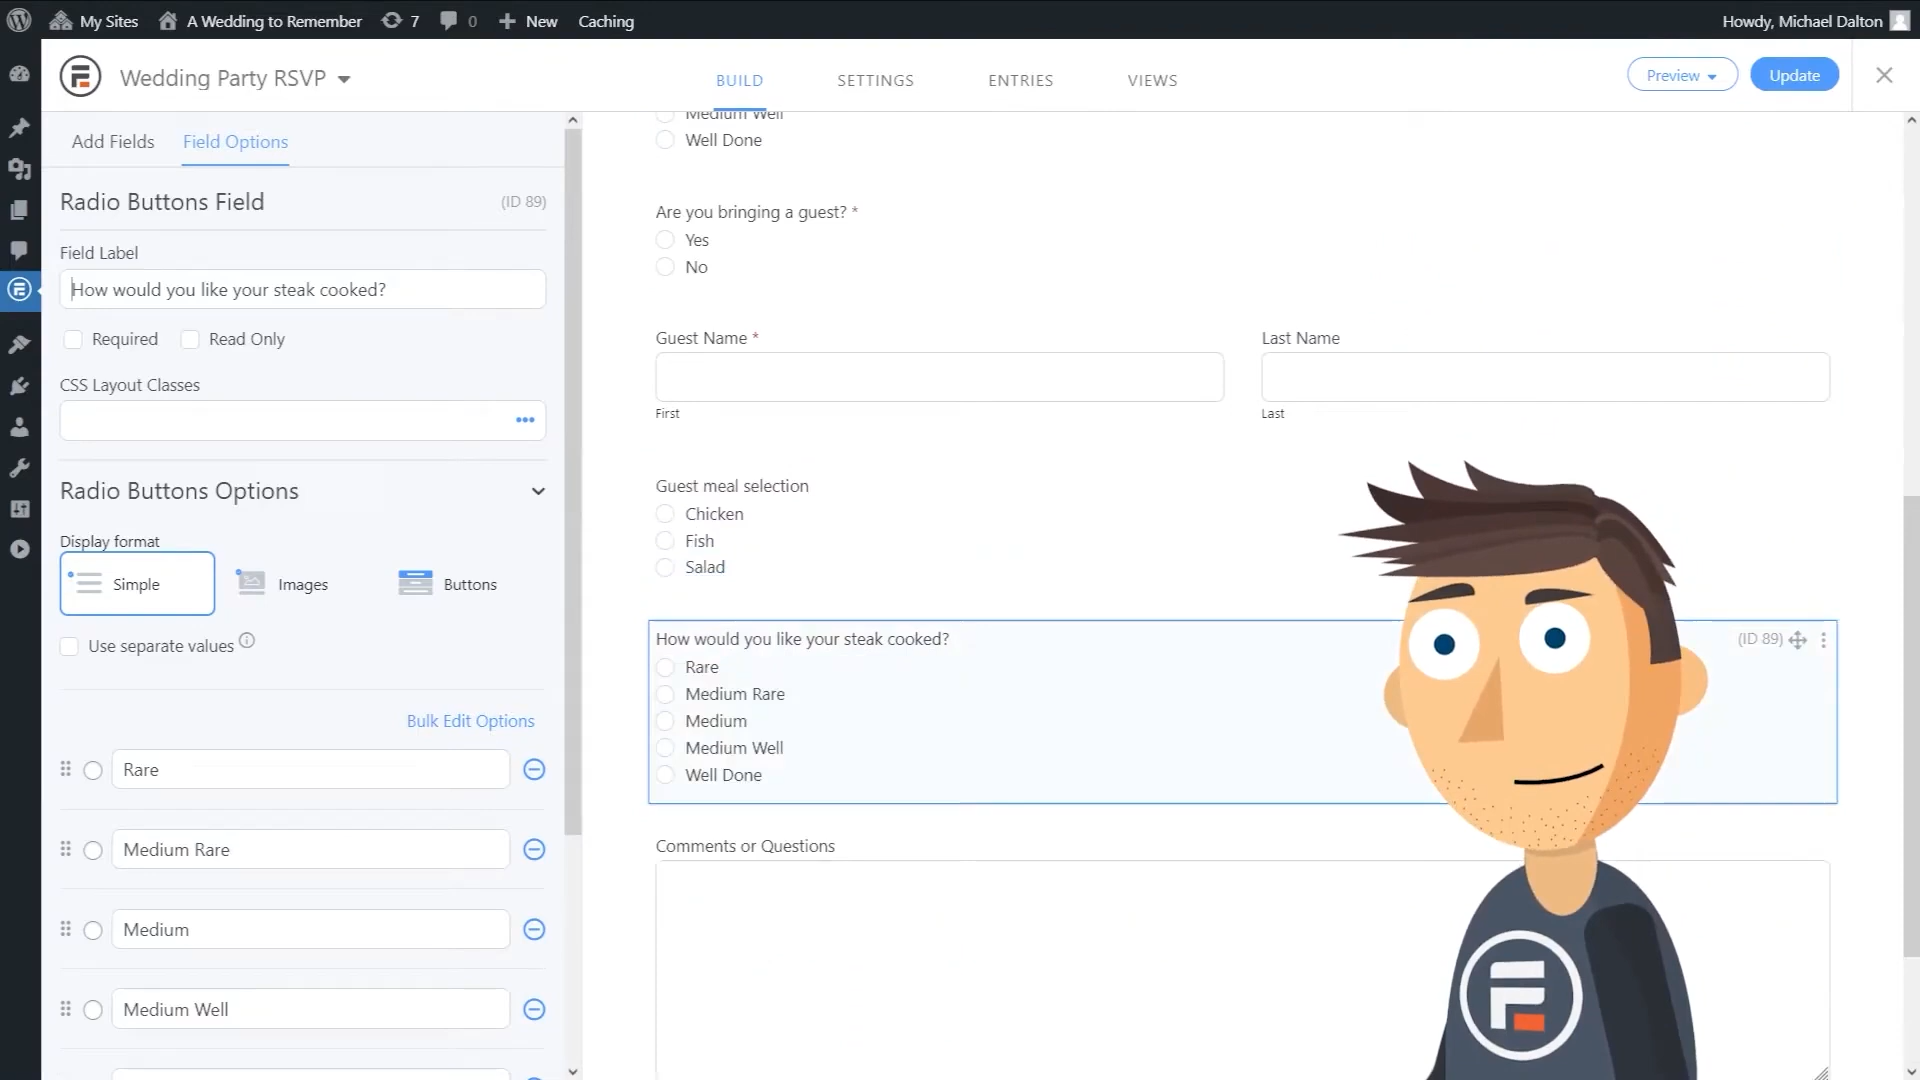 My Sites
A Wedding to Remember
7
0
New
Caching
Howdy, Michael Dalton
Wedding Party RSVP
BUILD
SETTINGS
ENTRIES
VIEWS
Preview
Update
Add Fields
Field Options
Radio Buttons Field
(ID 89)
Field Label
How would you like your steak cooked?
Required
Read Only
CSS Layout Classes
Radio Buttons Options
Display format
Simple
Images
Buttons
Use separate values
Bulk Edit Options
Rare
Medium Rare
Medium
Medium Well
Medium Well
Well Done
Are you bringing a guest? *
Yes
No
Guest Name *
Last Name
First
Last
Guest meal selection
Chicken
Fish
Salad
How would you like your steak cooked?
(ID 89)
Rare
Medium Rare
Medium
Medium Well
Well Done
Comments or Questions